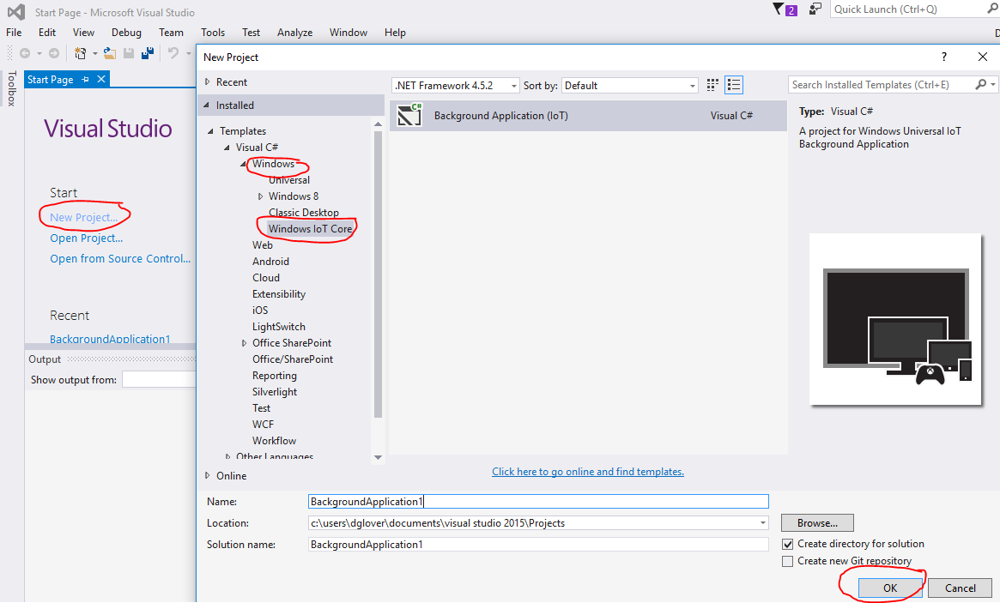 Start Page - Microsoft Visual Studio
2
Quick Launch (Ctrl+Q)
File Edit View Debug Team Tools Test Analyze Window Help
Toolbox
Start Page
Visual Studio
Start
New Project...
Open Project...
Open from Source Control...
Recent
BackgroundApplication1
Output
Show output from:
New Project
?
Recent
Installed
Templates
Visual C#
Windows
Universal
Windows 8
Classic Desktop
Windows IoT Core
Web
Android
Cloud
Extensibility
iOS
LightSwitch
Office SharePoint
Office/SharePoint
Reporting
Silverlight
Test
WCF
Workflow
Other Languages
Online
.NET Framework 4.5.2
Sort by: Default
Search Installed Templates (Ctrl+E)
C#
Background Application (IoT) Visual C#
Type: Visual C#
A project for Windows Universal IoT
Background Application
Click here to go online and find templates.
Name: BackgroundApplication1
Location: c:\users\dglover\documents\visual studio 2015\Projects
Browse...
Solution name: BackgroundApplication1
Create directory for solution
Create new Git repository
OK Cancel